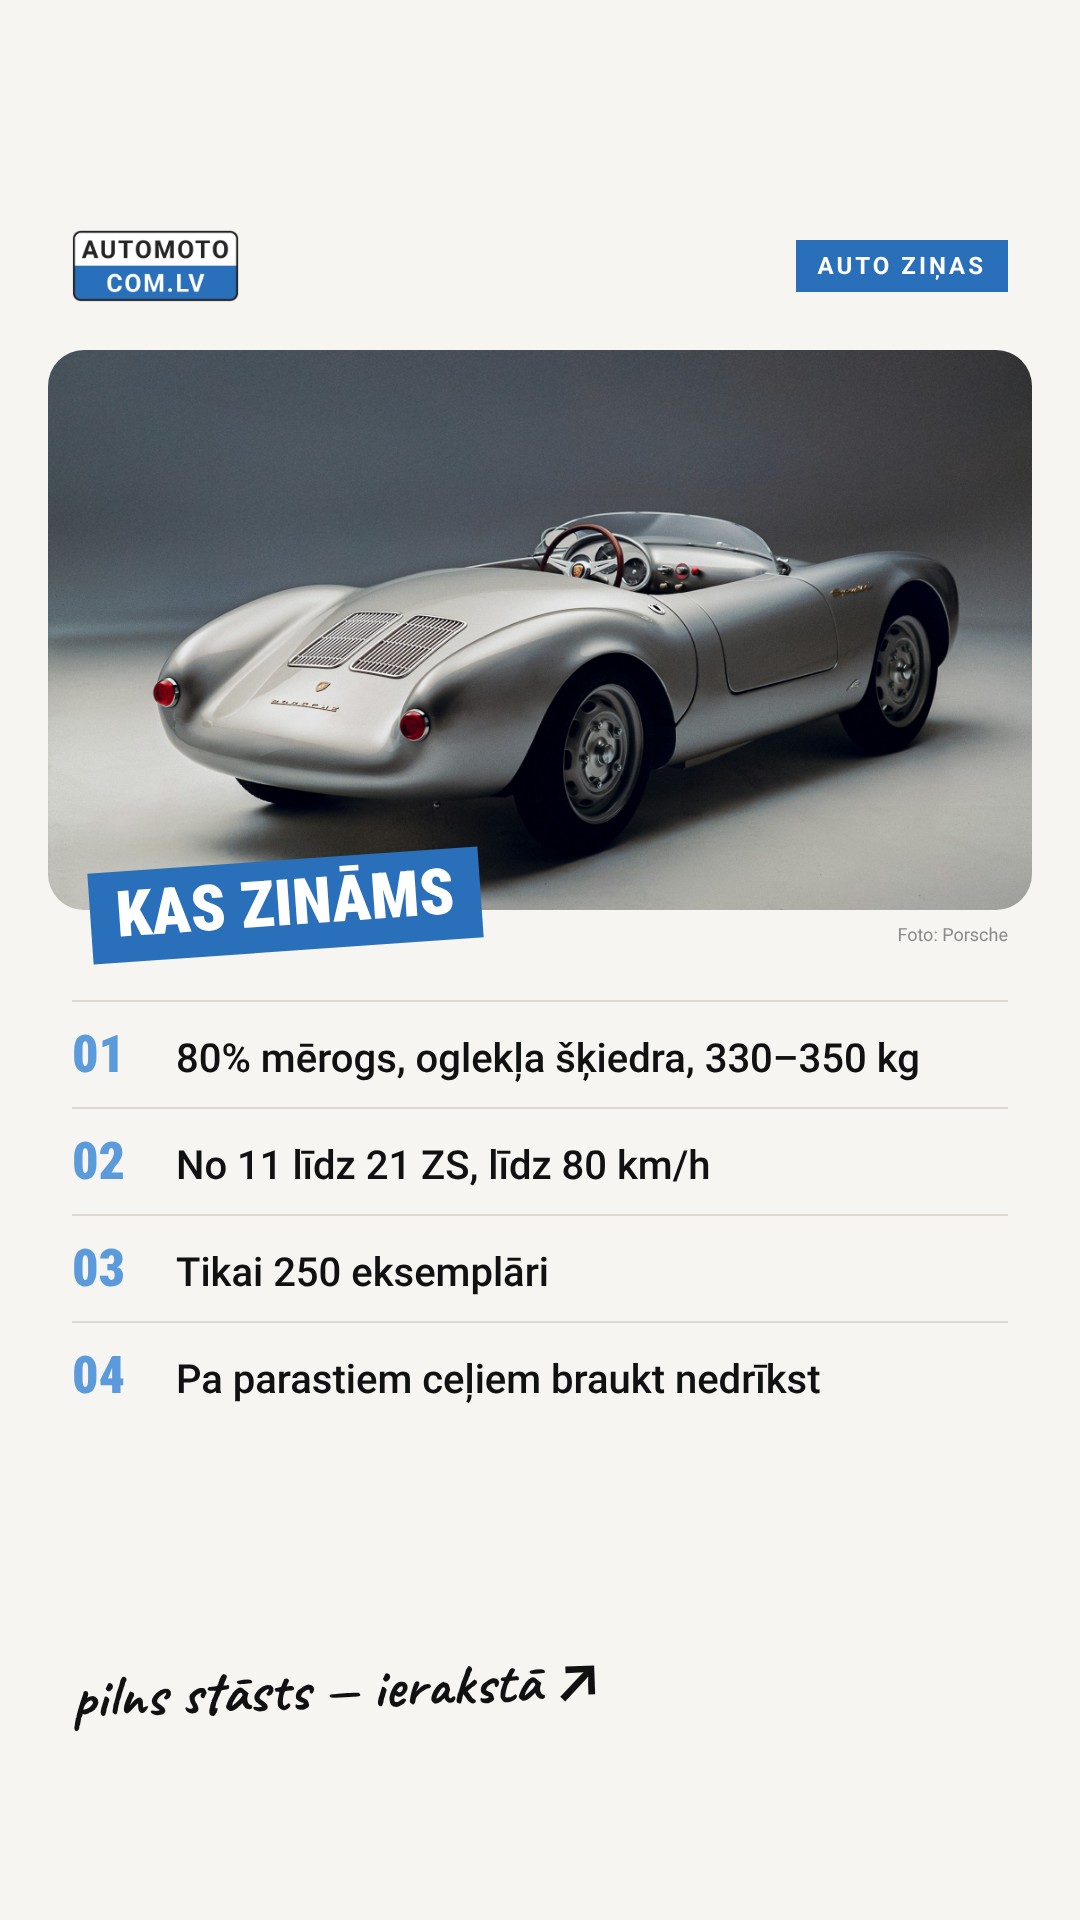 AUTOMOTO
COM.LV
AUTO ZIŅAS
PORSCHE
KAS ZINĀMS
Foto: Porsche
01 80% mērogs, oglekļa šķiedra, 330–350 kg
02 No 11 līdz 21 ZS, līdz 80 km/h
03 Tikai 250 eksemplāri
04 Pa parastiem ceļiem braukt nedrīkst
pilns stāsts – ierakstā ↗